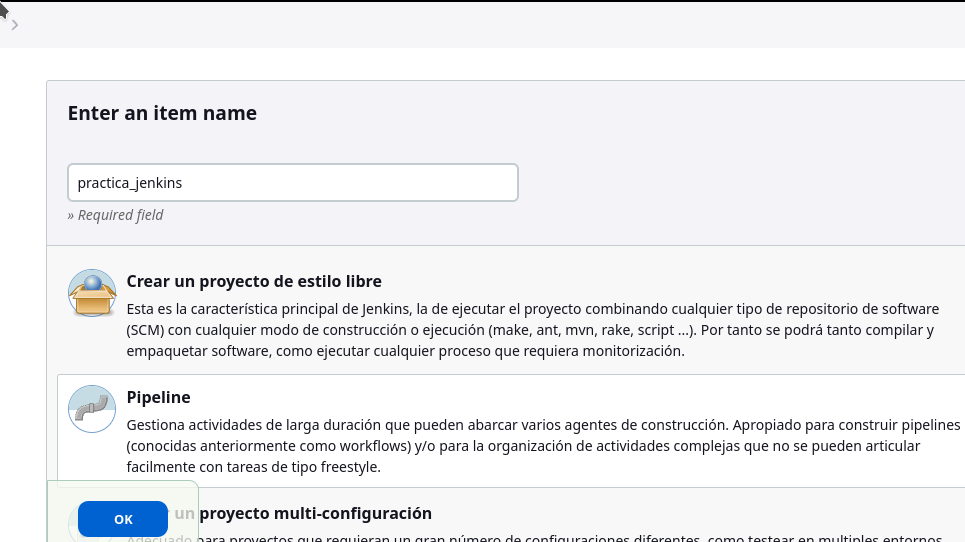 Enter an item name
practica_jenkins
» Required field
Crear un proyecto de estilo libre
Esta es la característica principal de Jenkins, la de ejecutar el proyecto combinando cualquier tipo de repositorio de software
(SCM) con cualquier modo de construcción o ejecución (make, ant, mvn, rake, script ...). Por tanto se podrá tanto compilar y
empaquetar software, como ejecutar cualquier proceso que requiera monitorización.
Pipeline
Gestiona actividades de larga duración que pueden abarcar varios agentes de construcción. Apropiado para construir pipelines
(conocidas anteriormente como workflows) y/o para la organización de actividades complejas que no se pueden articular
facilmente con tareas de tipo freestyle.
un proyecto multi-configuración
OK
Adecuado para proyectos que requieran un gran número de configuraciones diferentes, como testear en multiples entornos